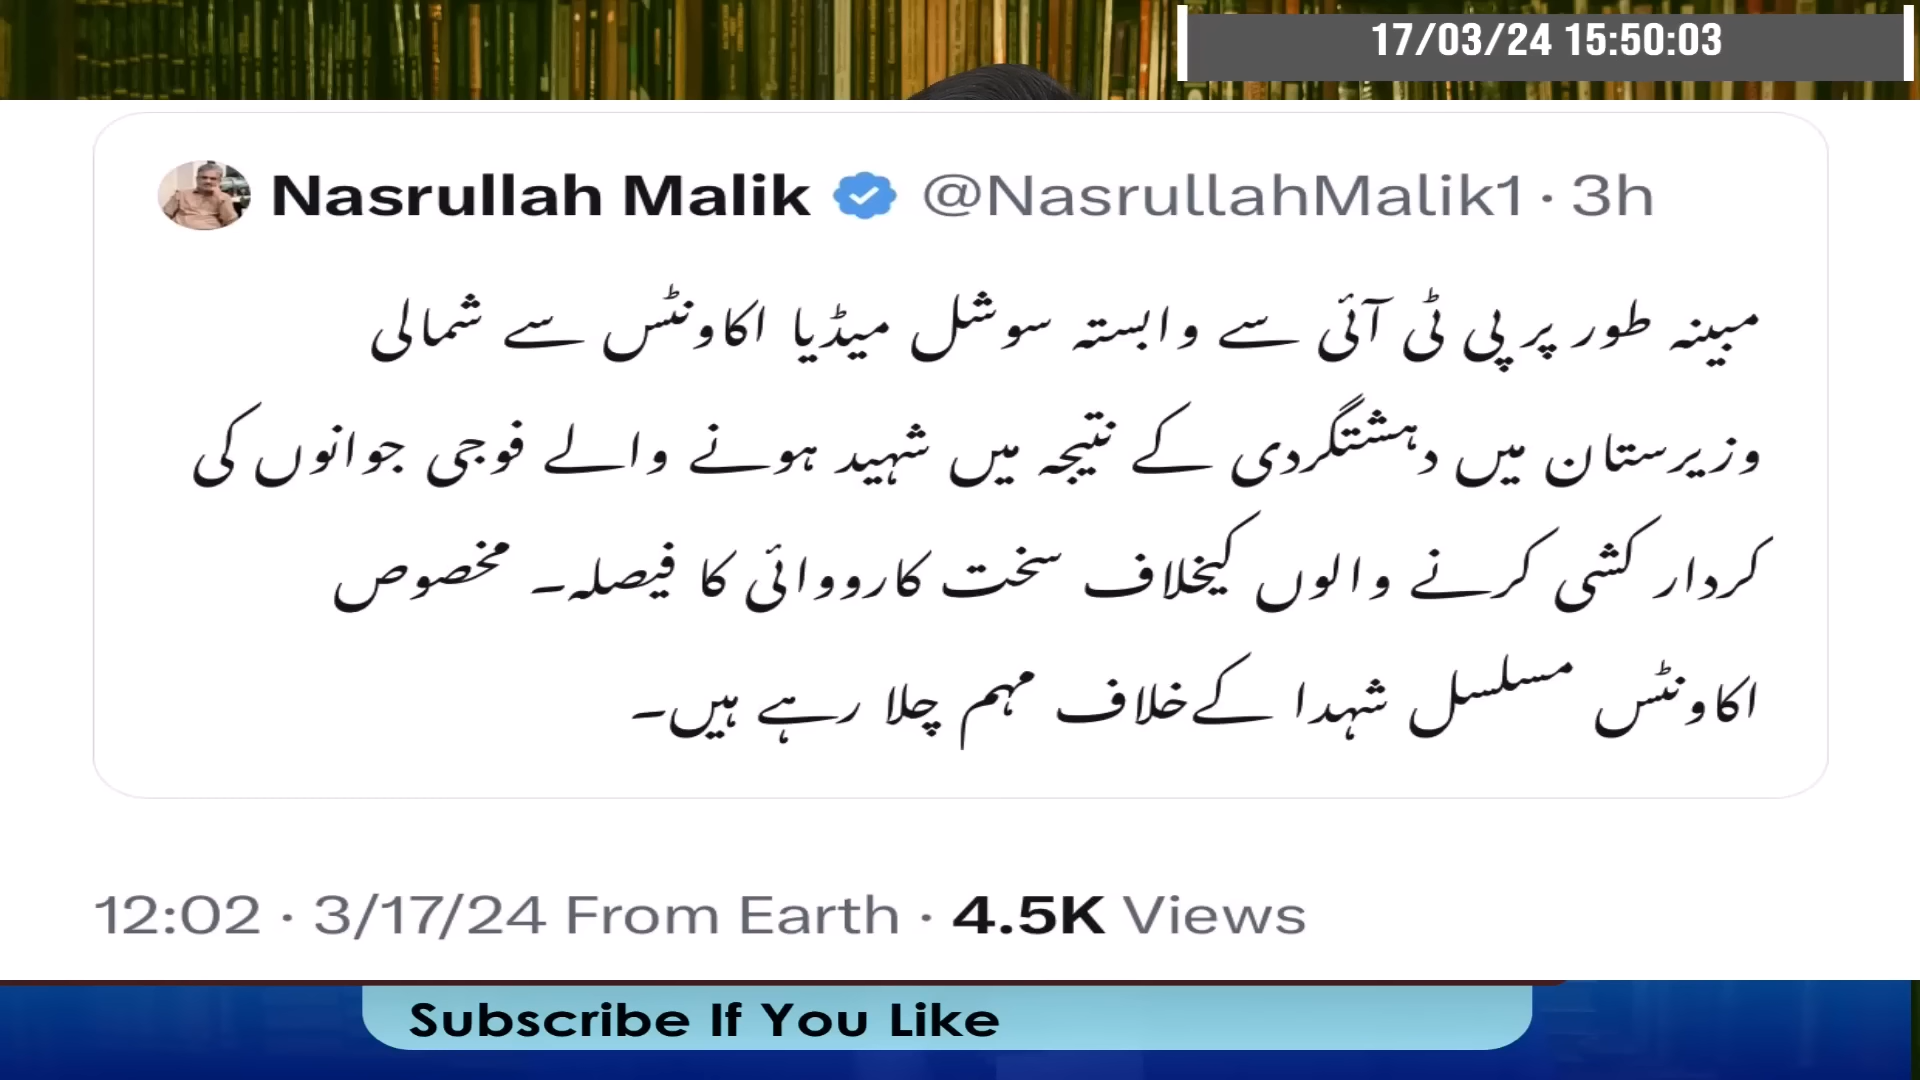 17/03/24 15:50:03
Nasrullah Malik @NasrullahMalik1 · 3h
مبینہ طور پر پی ٹی آئی سے وابستہ سوشل میڈیا اکاونٹس سے شمالی
وزیرستان میں دہشتگردی کے نتیجہ میں شہید ہونے والے فوجی جوانوں کی
کردار کشی کرنے والوں کیخلاف سخت کارووائی کا فیصلہ۔ مخصوص
اکاونٹس مسلسل شہدا کےخلاف مہم چلا رہے ہیں۔
12:02 · 3/17/24 From Earth · 4.5K Views
Subscribe If You Like